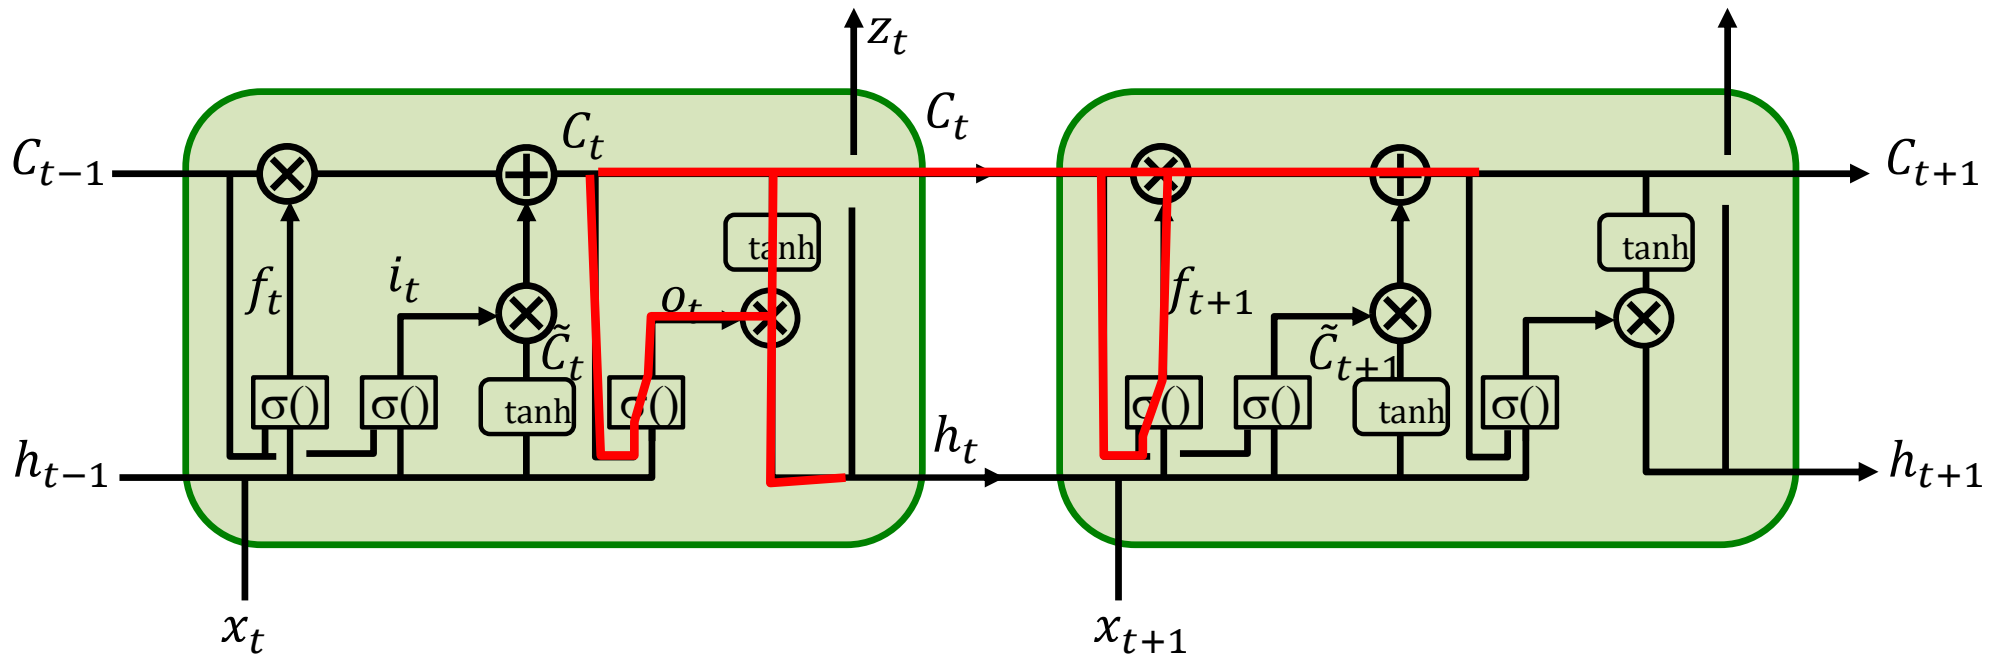 z_t
C_t
C_t
C_{t-1}
C_{t+1}
tanh
tanh
f_t
i_t
o_t
f_{t+1}
C̃_t
C̃_{t+1}
σ()
σ()
tanh
σ()
σ()
σ()
tanh
σ()
h_{t-1}
h_t
h_{t+1}
x_t
x_{t+1}